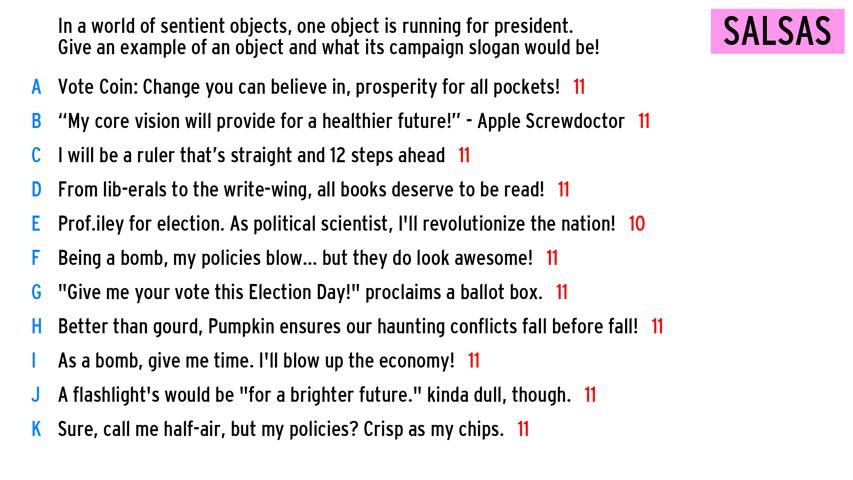 In a world of sentient objects, one object is running for president.
Give an example of an object and what its campaign slogan would be!
SALSAS
A Vote Coin: Change you can believe in, prosperity for all pockets! 11
B “My core vision will provide for a healthier future!” - Apple Screwdoctor 11
C I will be a ruler that’s straight and 12 steps ahead 11
D From lib-erals to the write-wing, all books deserve to be read! 11
E Prof.iley for election. As political scientist, I'll revolutionize the nation! 10
F Being a bomb, my policies blow... but they do look awesome! 11
G "Give me your vote this Election Day!" proclaims a ballot box. 11
H Better than gourd, Pumpkin ensures our haunting conflicts fall before fall! 11
I As a bomb, give me time. I'll blow up the economy! 11
J A flashlight's would be "for a brighter future." kinda dull, though. 11
K Sure, call me half-air, but my policies? Crisp as my chips. 11